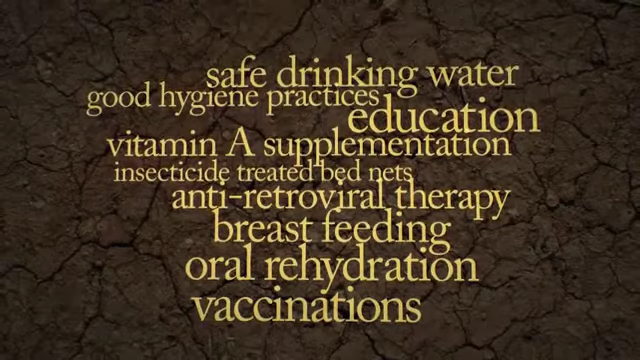 safe drinking water
good hygiene practices
education
vitamin A supplementation
insecticide treated bed nets
anti-retroviral therapy
breast feeding
oral rehydration
vaccinations